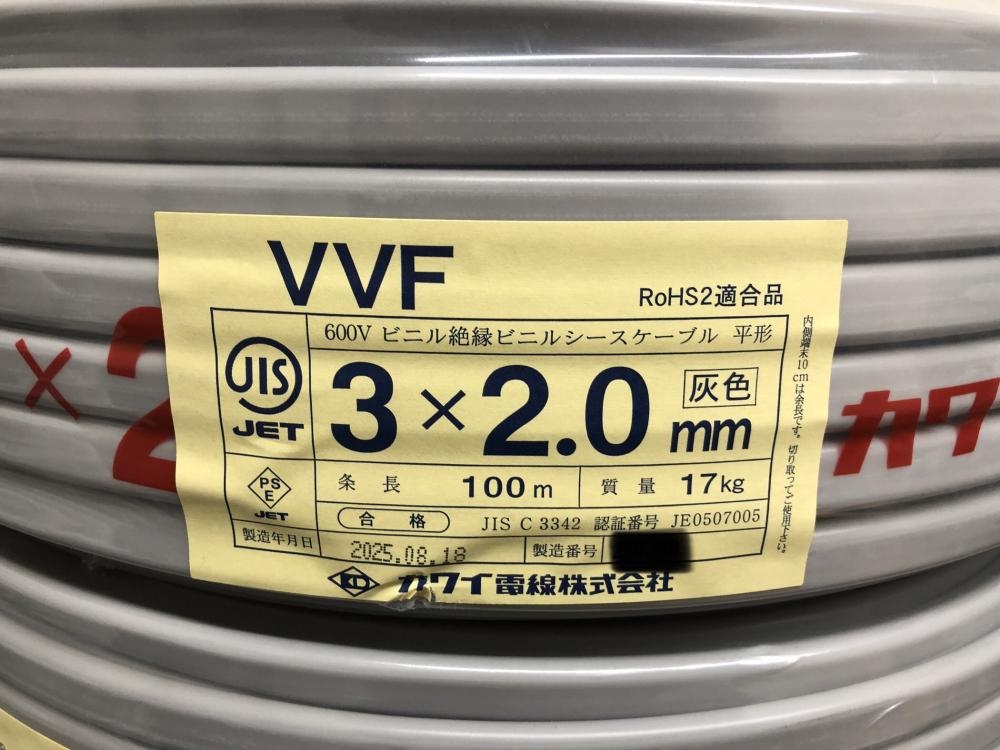 VVF
RoHS2適合品
600V ビニル絶縁ビニルシースケーブル 平形
JIS
JET
3×2.0mm
灰色
PS
E
JET
条長 100m
質量 17kg
合格 JIS C 3342 認証番号 JE0507005
製造年月日 2025.08.18
製造番号
KD カワイ電線株式会社
内側端末10cmは余長です。切り取ってご使用下さい。
×2
カワ